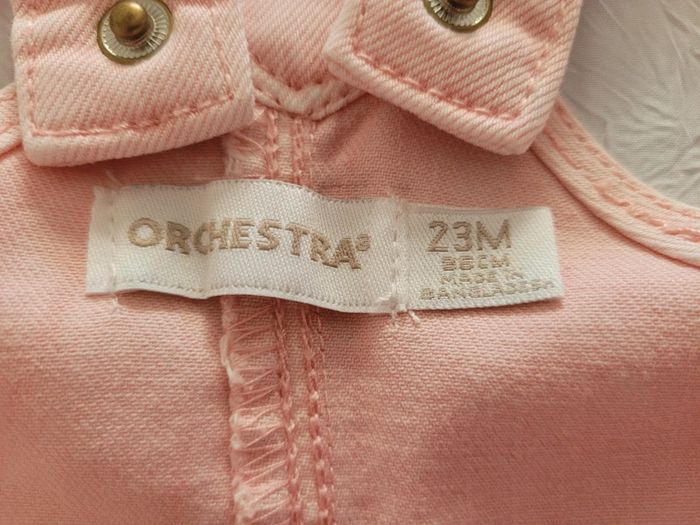 ORCHESTRA®
23M
86CM
MADE IN
BANGLADESH